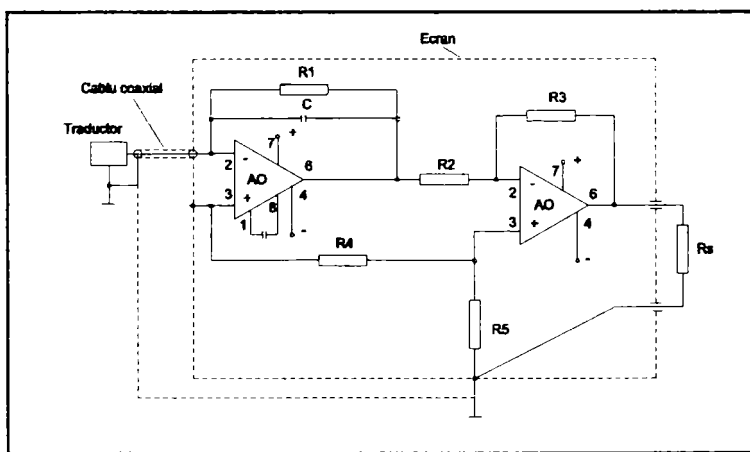 Ecran
Cablu coaxial
Traductor
R1
C
R3
2
-
7
+
AO
6
3
+
4
1
8
-
R2
2
-
7
+
AO
6
3
+
4
-
R4
R5
Rs